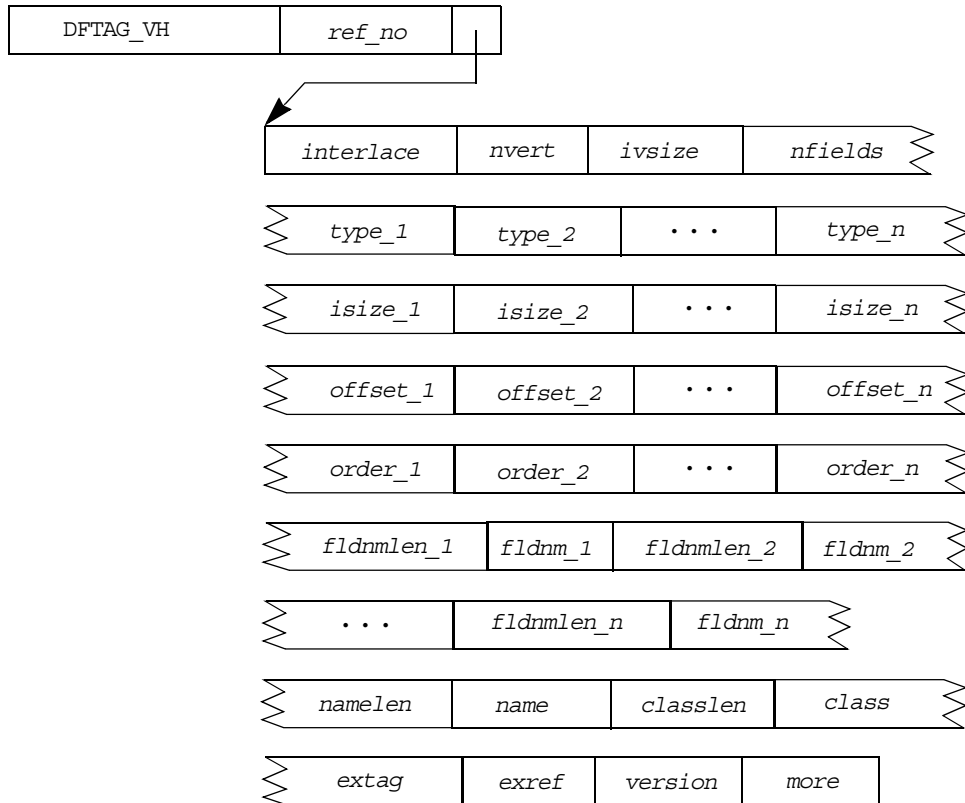 DFTAG_VH ref_no
interlace nvert ivsize nfields
type_1 type_2 ... type_n
isize_1 isize_2 ... isize_n
offset_1 offset_2 ... offset_n
order_1 order_2 ... order_n
fldnmlen_1 fldnm_1 fldnmlen_2 fldnm_2
... fldnmlen_n fldnm_n
namelen name classlen class
extag exref version more